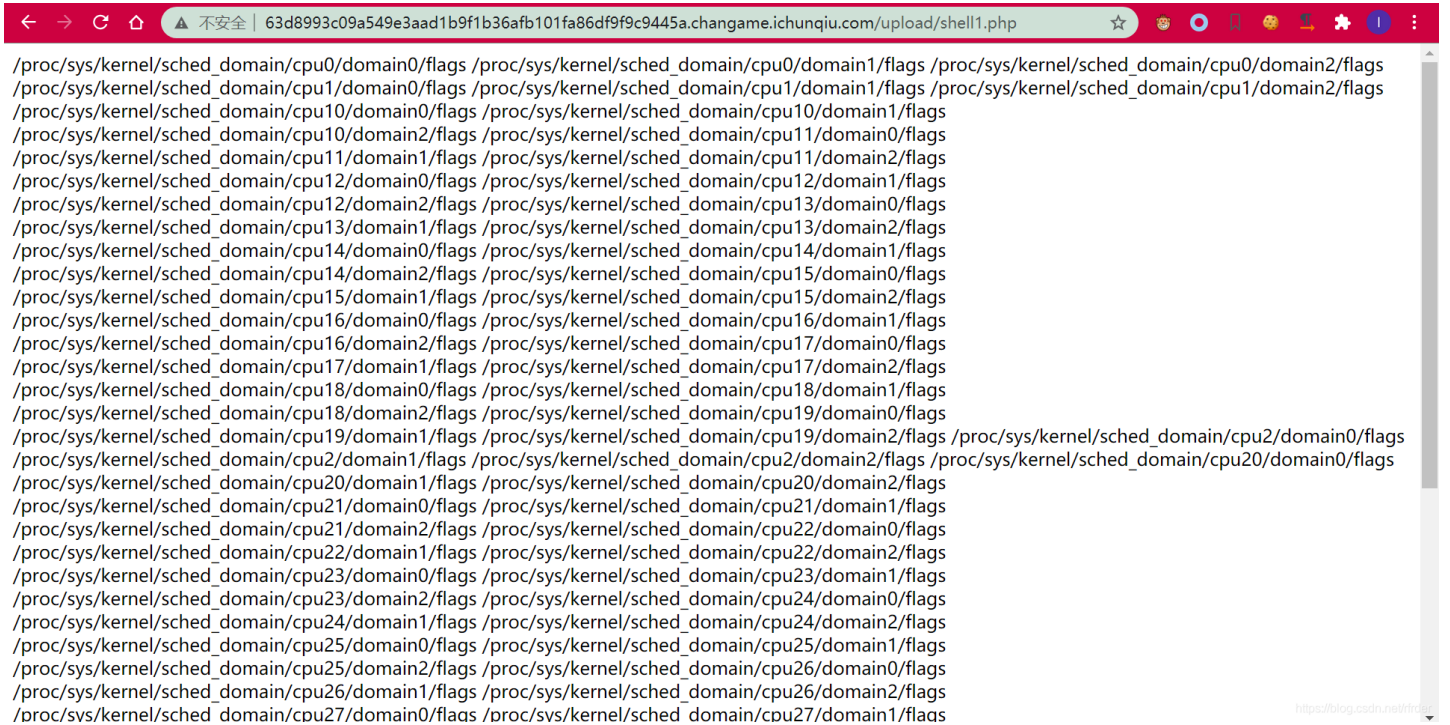 不安全 | 63d8993c09a549e3aad1b9f1b36afb101fa86df9f9c9445a.changame.ichunqiu.com/upload/shell1.php
/proc/sys/kernel/sched_domain/cpu0/domain0/flags /proc/sys/kernel/sched_domain/cpu0/domain1/flags /proc/sys/kernel/sched_domain/cpu0/domain2/flags
/proc/sys/kernel/sched_domain/cpu1/domain0/flags /proc/sys/kernel/sched_domain/cpu1/domain1/flags /proc/sys/kernel/sched_domain/cpu1/domain2/flags
/proc/sys/kernel/sched_domain/cpu10/domain0/flags /proc/sys/kernel/sched_domain/cpu10/domain1/flags
/proc/sys/kernel/sched_domain/cpu10/domain2/flags /proc/sys/kernel/sched_domain/cpu11/domain0/flags
/proc/sys/kernel/sched_domain/cpu11/domain1/flags /proc/sys/kernel/sched_domain/cpu11/domain2/flags
/proc/sys/kernel/sched_domain/cpu12/domain0/flags /proc/sys/kernel/sched_domain/cpu12/domain1/flags
/proc/sys/kernel/sched_domain/cpu12/domain2/flags /proc/sys/kernel/sched_domain/cpu13/domain0/flags
/proc/sys/kernel/sched_domain/cpu13/domain1/flags /proc/sys/kernel/sched_domain/cpu13/domain2/flags
/proc/sys/kernel/sched_domain/cpu14/domain0/flags /proc/sys/kernel/sched_domain/cpu14/domain1/flags
/proc/sys/kernel/sched_domain/cpu14/domain2/flags /proc/sys/kernel/sched_domain/cpu15/domain0/flags
/proc/sys/kernel/sched_domain/cpu15/domain1/flags /proc/sys/kernel/sched_domain/cpu15/domain2/flags
/proc/sys/kernel/sched_domain/cpu16/domain0/flags /proc/sys/kernel/sched_domain/cpu16/domain1/flags
/proc/sys/kernel/sched_domain/cpu16/domain2/flags /proc/sys/kernel/sched_domain/cpu17/domain0/flags
/proc/sys/kernel/sched_domain/cpu17/domain1/flags /proc/sys/kernel/sched_domain/cpu17/domain2/flags
/proc/sys/kernel/sched_domain/cpu18/domain0/flags /proc/sys/kernel/sched_domain/cpu18/domain1/flags
/proc/sys/kernel/sched_domain/cpu18/domain2/flags /proc/sys/kernel/sched_domain/cpu19/domain0/flags
/proc/sys/kernel/sched_domain/cpu19/domain1/flags /proc/sys/kernel/sched_domain/cpu19/domain2/flags /proc/sys/kernel/sched_domain/cpu2/domain0/flags
/proc/sys/kernel/sched_domain/cpu2/domain1/flags /proc/sys/kernel/sched_domain/cpu2/domain2/flags /proc/sys/kernel/sched_domain/cpu20/domain0/flags
/proc/sys/kernel/sched_domain/cpu20/domain1/flags /proc/sys/kernel/sched_domain/cpu20/domain2/flags
/proc/sys/kernel/sched_domain/cpu21/domain0/flags /proc/sys/kernel/sched_domain/cpu21/domain1/flags
/proc/sys/kernel/sched_domain/cpu21/domain2/flags /proc/sys/kernel/sched_domain/cpu22/domain0/flags
/proc/sys/kernel/sched_domain/cpu22/domain1/flags /proc/sys/kernel/sched_domain/cpu22/domain2/flags
/proc/sys/kernel/sched_domain/cpu23/domain0/flags /proc/sys/kernel/sched_domain/cpu23/domain1/flags
/proc/sys/kernel/sched_domain/cpu23/domain2/flags /proc/sys/kernel/sched_domain/cpu24/domain0/flags
/proc/sys/kernel/sched_domain/cpu24/domain1/flags /proc/sys/kernel/sched_domain/cpu24/domain2/flags
/proc/sys/kernel/sched_domain/cpu25/domain0/flags /proc/sys/kernel/sched_domain/cpu25/domain1/flags
/proc/sys/kernel/sched_domain/cpu25/domain2/flags /proc/sys/kernel/sched_domain/cpu26/domain0/flags
/proc/sys/kernel/sched_domain/cpu26/domain1/flags /proc/sys/kernel/sched_domain/cpu26/domain2/flags
/proc/sys/kernel/sched_domain/cpu27/domain0/flags /proc/sys/kernel/sched_domain/cpu27/domain1/flags